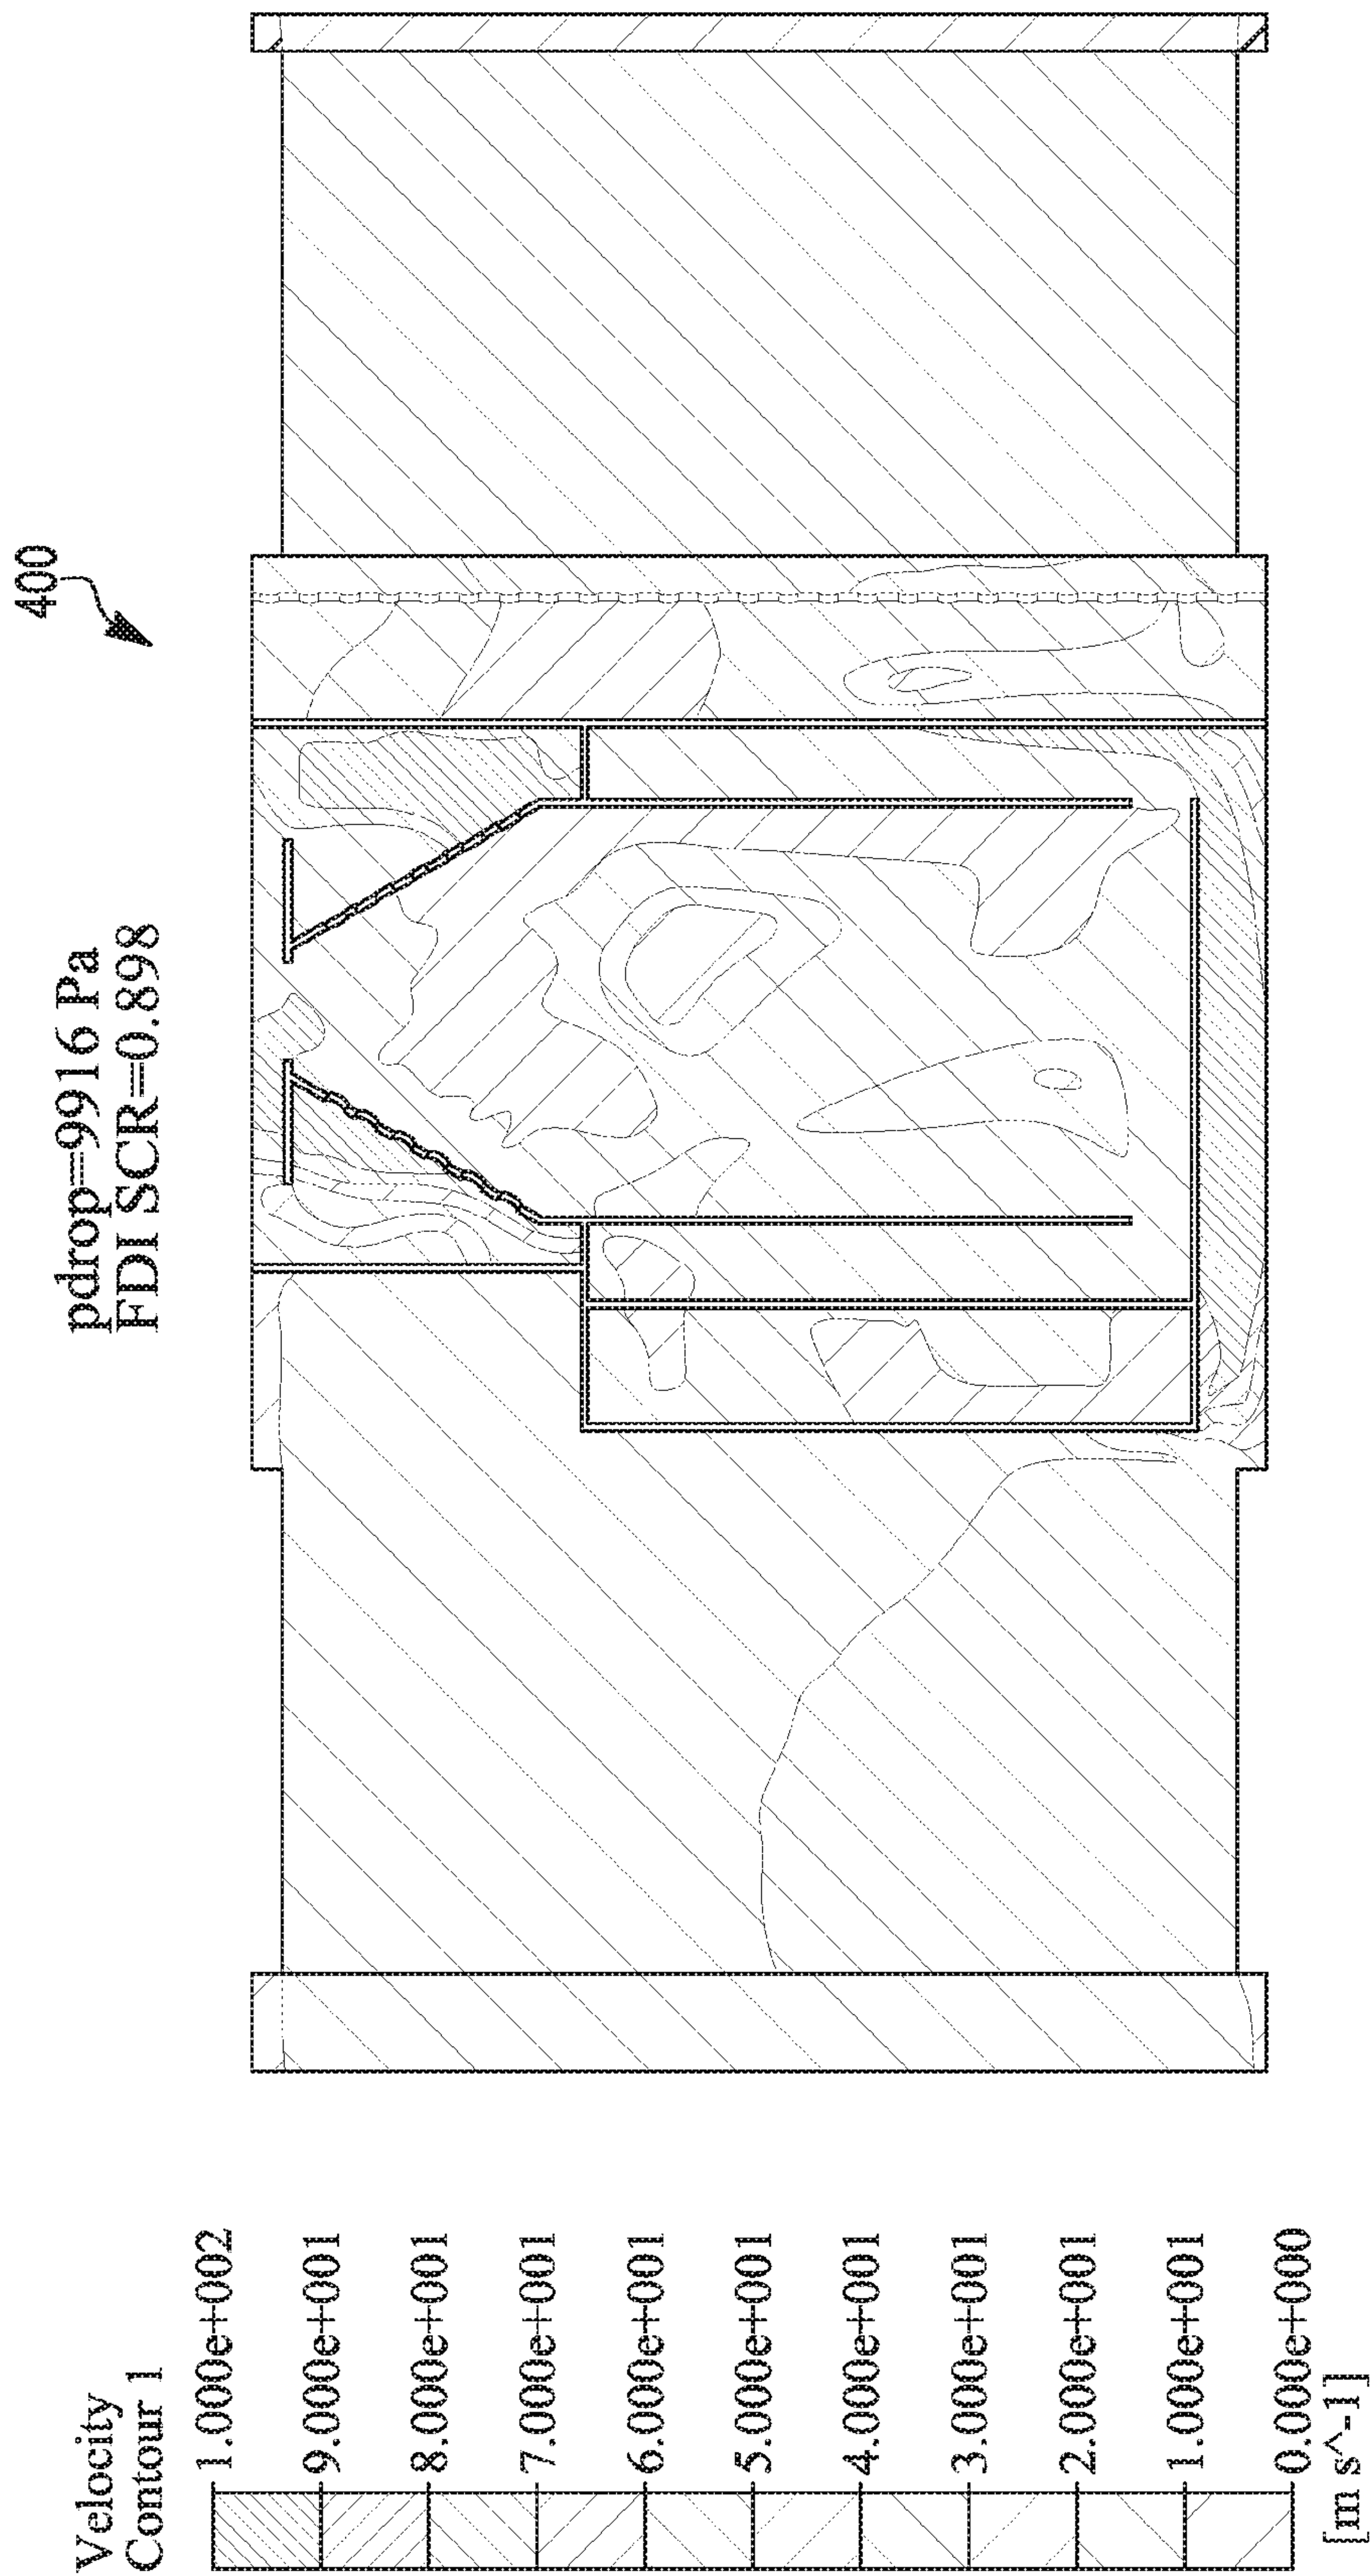 400
pdrop=9916 Pa
FDI SCR=0.898
Velocity
Contour 1
1.000e+002
9.000e+001
8.000e+001
7.000e+001
6.000e+001
5.000e+001
4.000e+001
3.000e+001
2.000e+001
1.000e+001
0.000e+000
[m s^-1]